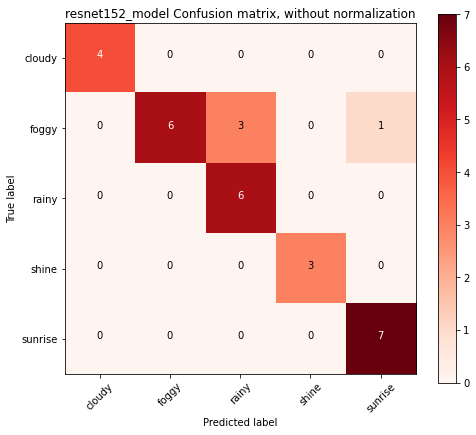 resnet152_model Confusion matrix, without normalization
True label
cloudy 4 0 0 0 0
foggy 0 6 3 0 1
rainy 0 0 6 0 0
shine 0 0 0 3 0
sunrise 0 0 0 0 7
cloudy foggy rainy shine sunrise
Predicted label
7
6
5
4
3
2
1
0